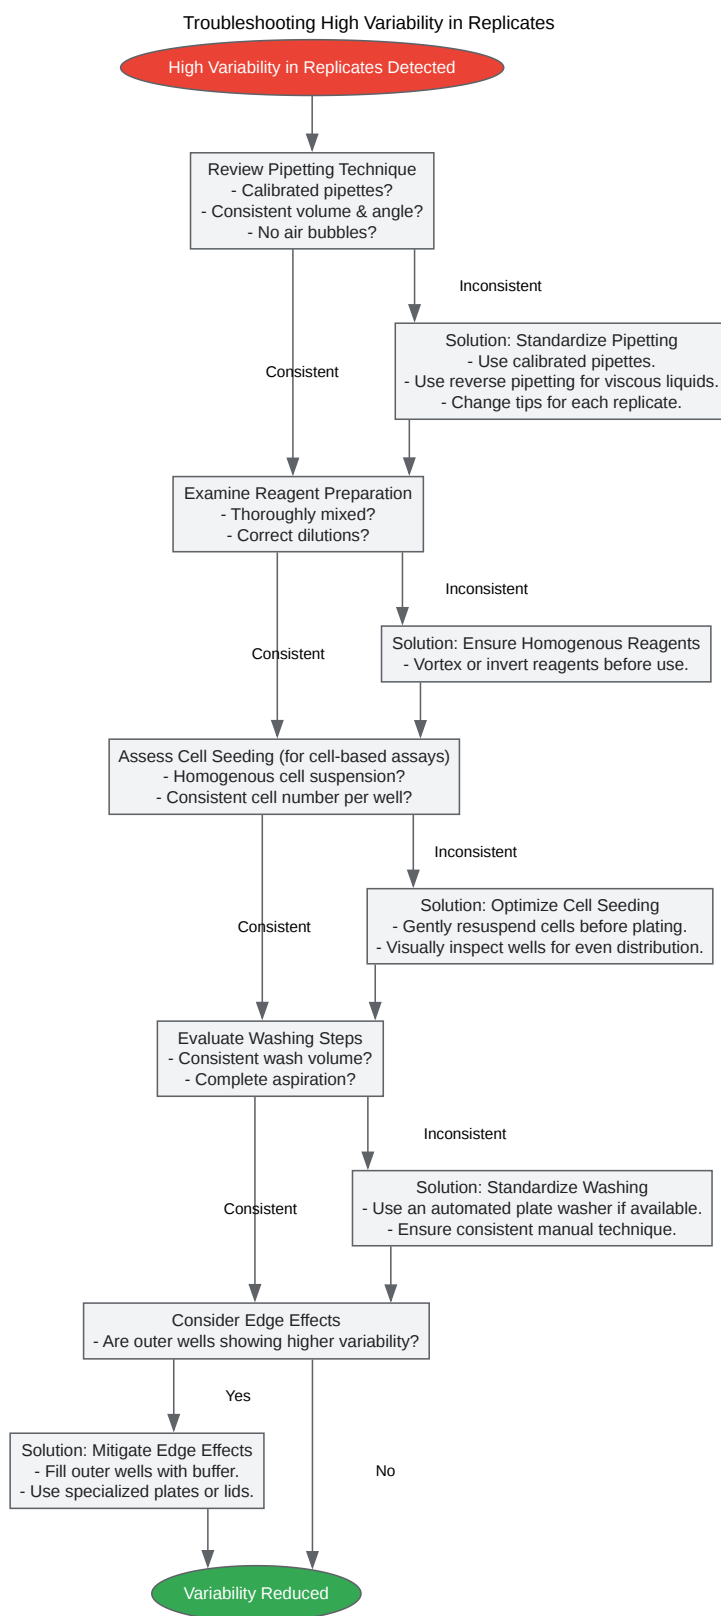 Troubleshooting High Variability in Replicates
High Variability in Replicates Detected
Review Pipetting Technique
- Calibrated pipettes?
- Consistent volume & angle?
- No air bubbles?
Inconsistent
Solution: Standardize Pipetting
- Use calibrated pipettes.
- Use reverse pipetting for viscous liquids.
- Change tips for each replicate.
Consistent
Examine Reagent Preparation
- Thoroughly mixed?
- Correct dilutions?
Inconsistent
Solution: Ensure Homogenous Reagents
- Vortex or invert reagents before use.
Consistent
Assess Cell Seeding (for cell-based assays)
- Homogenous cell suspension?
- Consistent cell number per well?
Inconsistent
Solution: Optimize Cell Seeding
- Gently resuspend cells before plating.
- Visually inspect wells for even distribution.
Consistent
Evaluate Washing Steps
- Consistent wash volume?
- Complete aspiration?
Inconsistent
Solution: Standardize Washing
- Use an automated plate washer if available.
- Ensure consistent manual technique.
Consistent
Consider Edge Effects
- Are outer wells showing higher variability?
Yes
Solution: Mitigate Edge Effects
- Fill outer wells with buffer.
- Use specialized plates or lids.
No
Variability Reduced